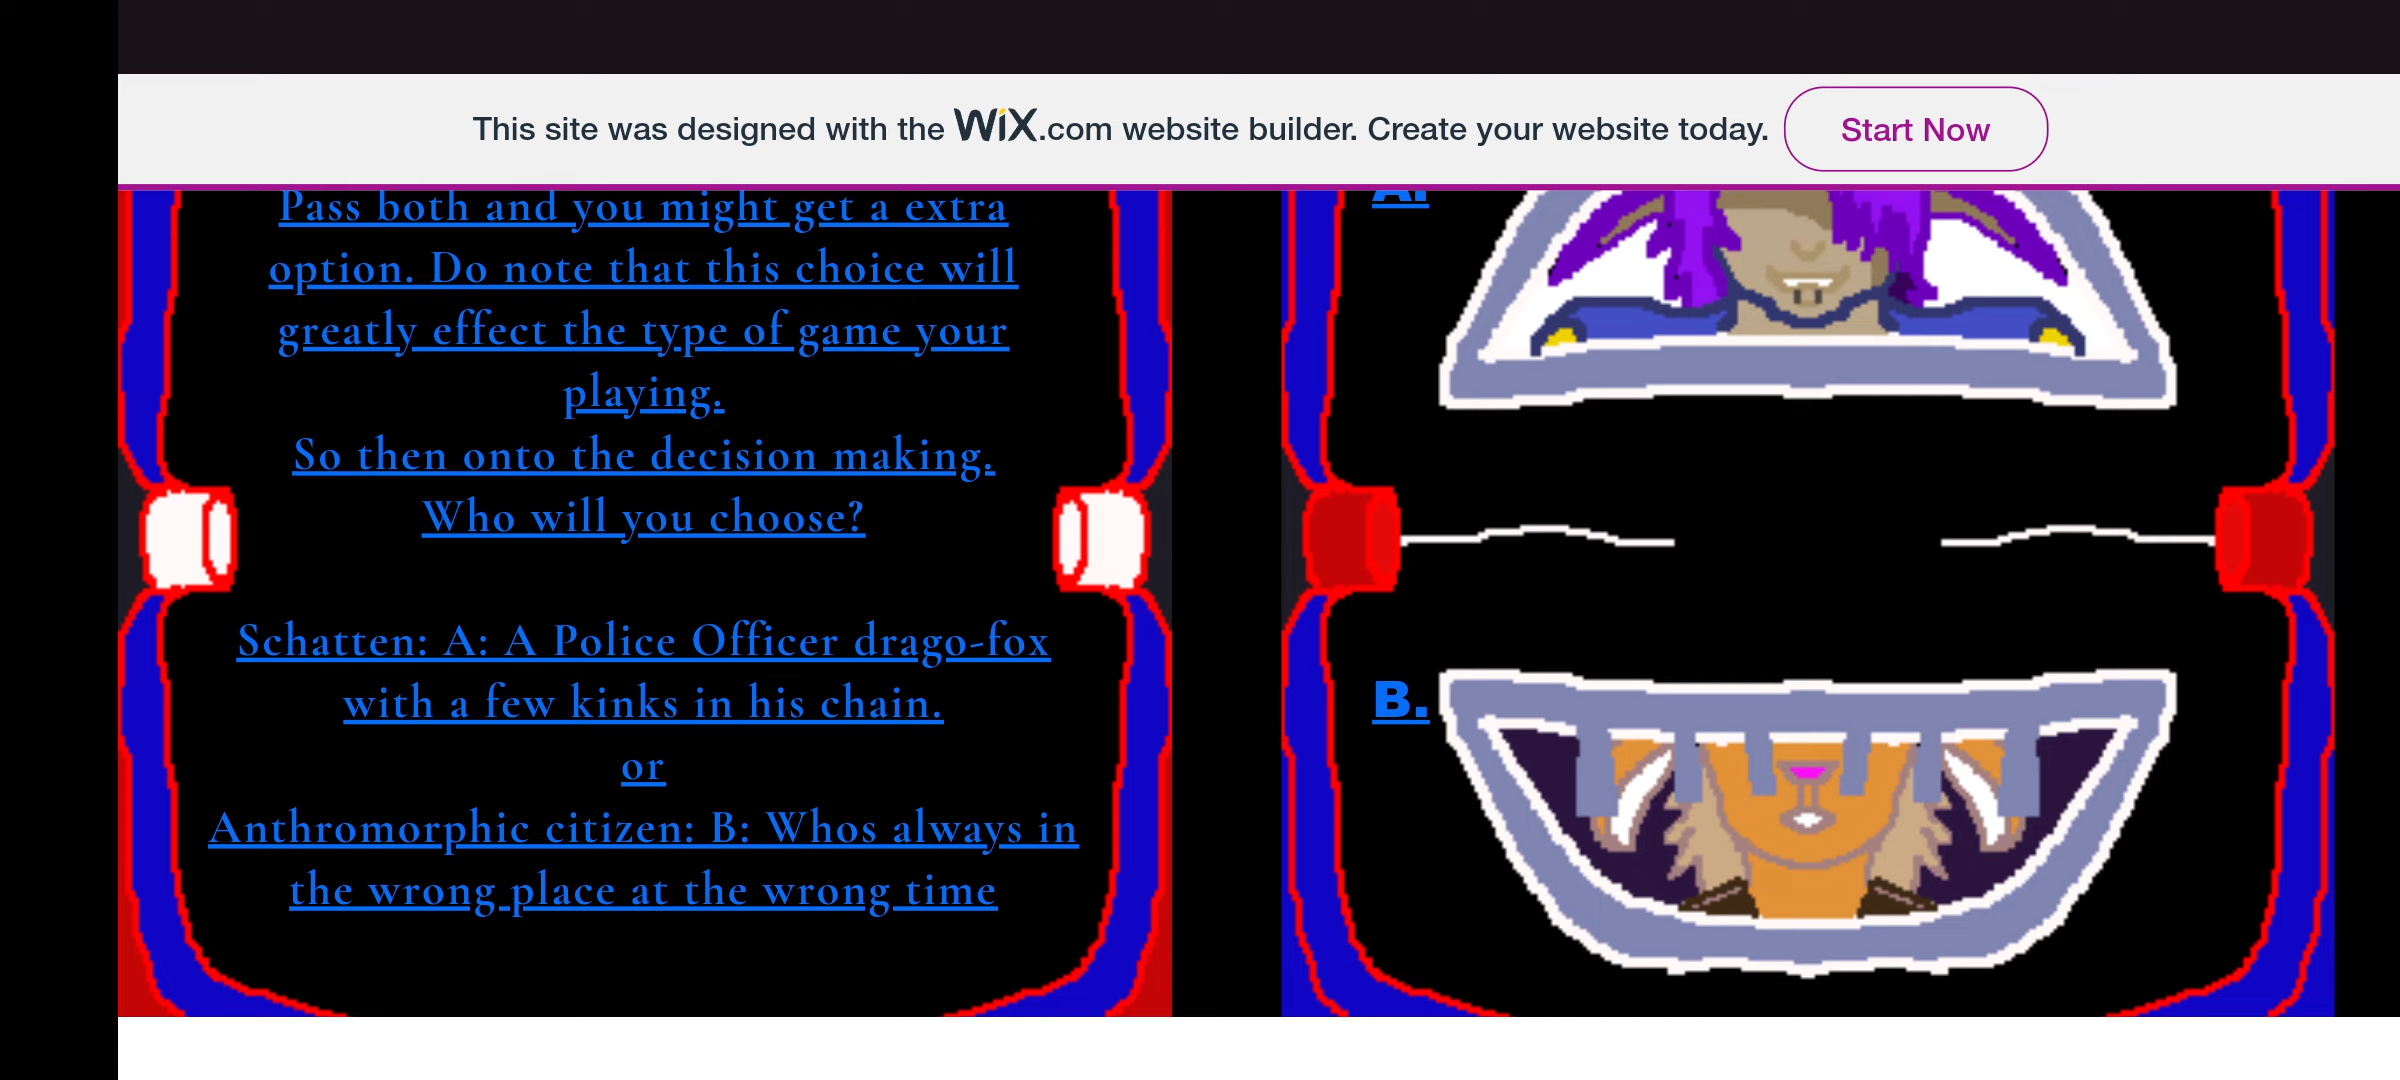 This site was designed with the WiX.com website builder. Create your website today. Start Now
Pass both and you might get a extra
option. Do note that this choice will
greatly effect the type of game your
playing.
So then onto the decision making.
Who will you choose?
Schatten: A: A Police Officer drago-fox
with a few kinks in his chain.
or
Anthromorphic citizen: B: Whos always in
the wrong place at the wrong time
A.
B.